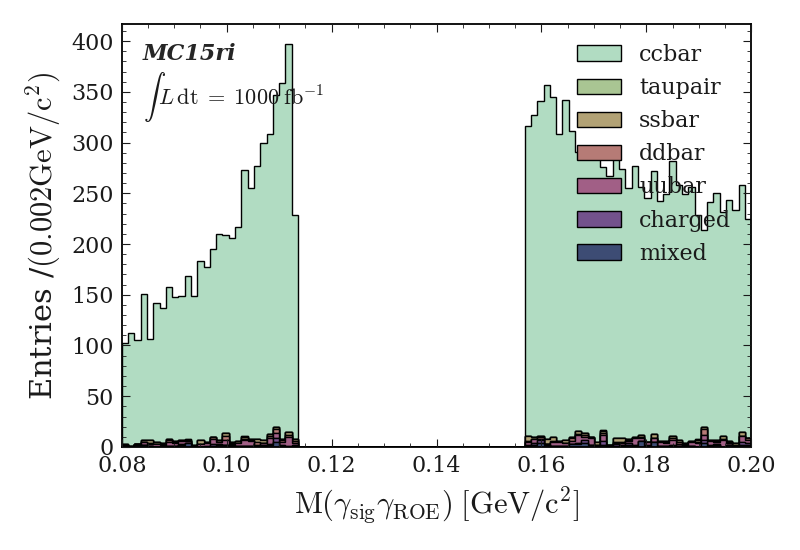 MC15ri
∫L dt = 1000 fb⁻¹
ccbar
taupair
ssbar
ddbar
uubar
charged
mixed
Entries /(0.002GeV/c²)
400
350
300
250
200
150
100
50
0
0.08 0.10 0.12 0.14 0.16 0.18 0.20
M(γsigγROE) [GeV/c²]